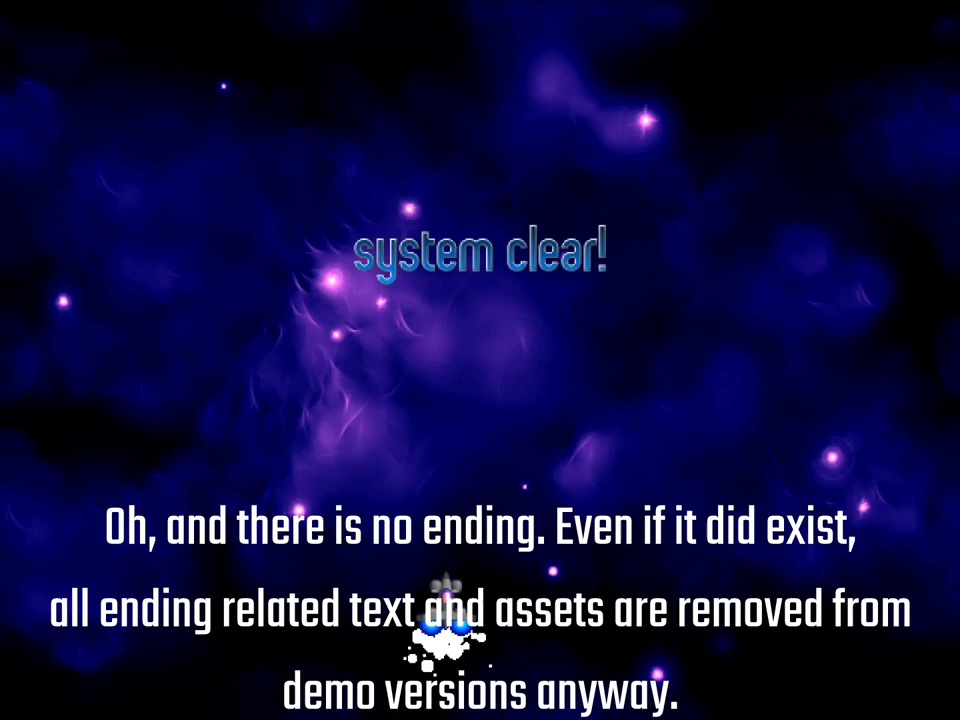 system clear!
Oh, and there is no ending. Even if it did exist,
all ending related text and assets are removed from
demo versions anyway.